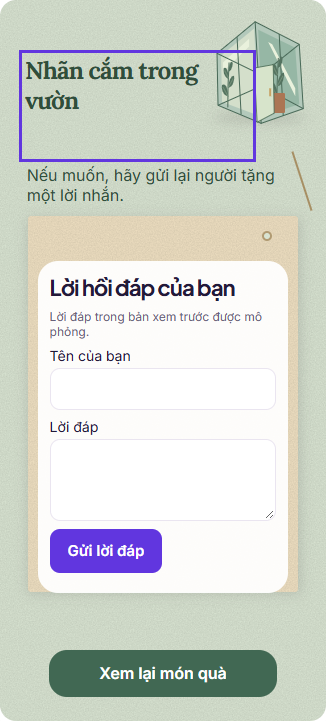 Nhãn cắm trong
vườn
Nếu muốn, hãy gửi lại người tặng
một lời nhắn.
Lời hồi đáp của bạn
Lời đáp trong bản xem trước được mô
phỏng.
Tên của bạn
Lời đáp
Gửi lời đáp
Xem lại món quà